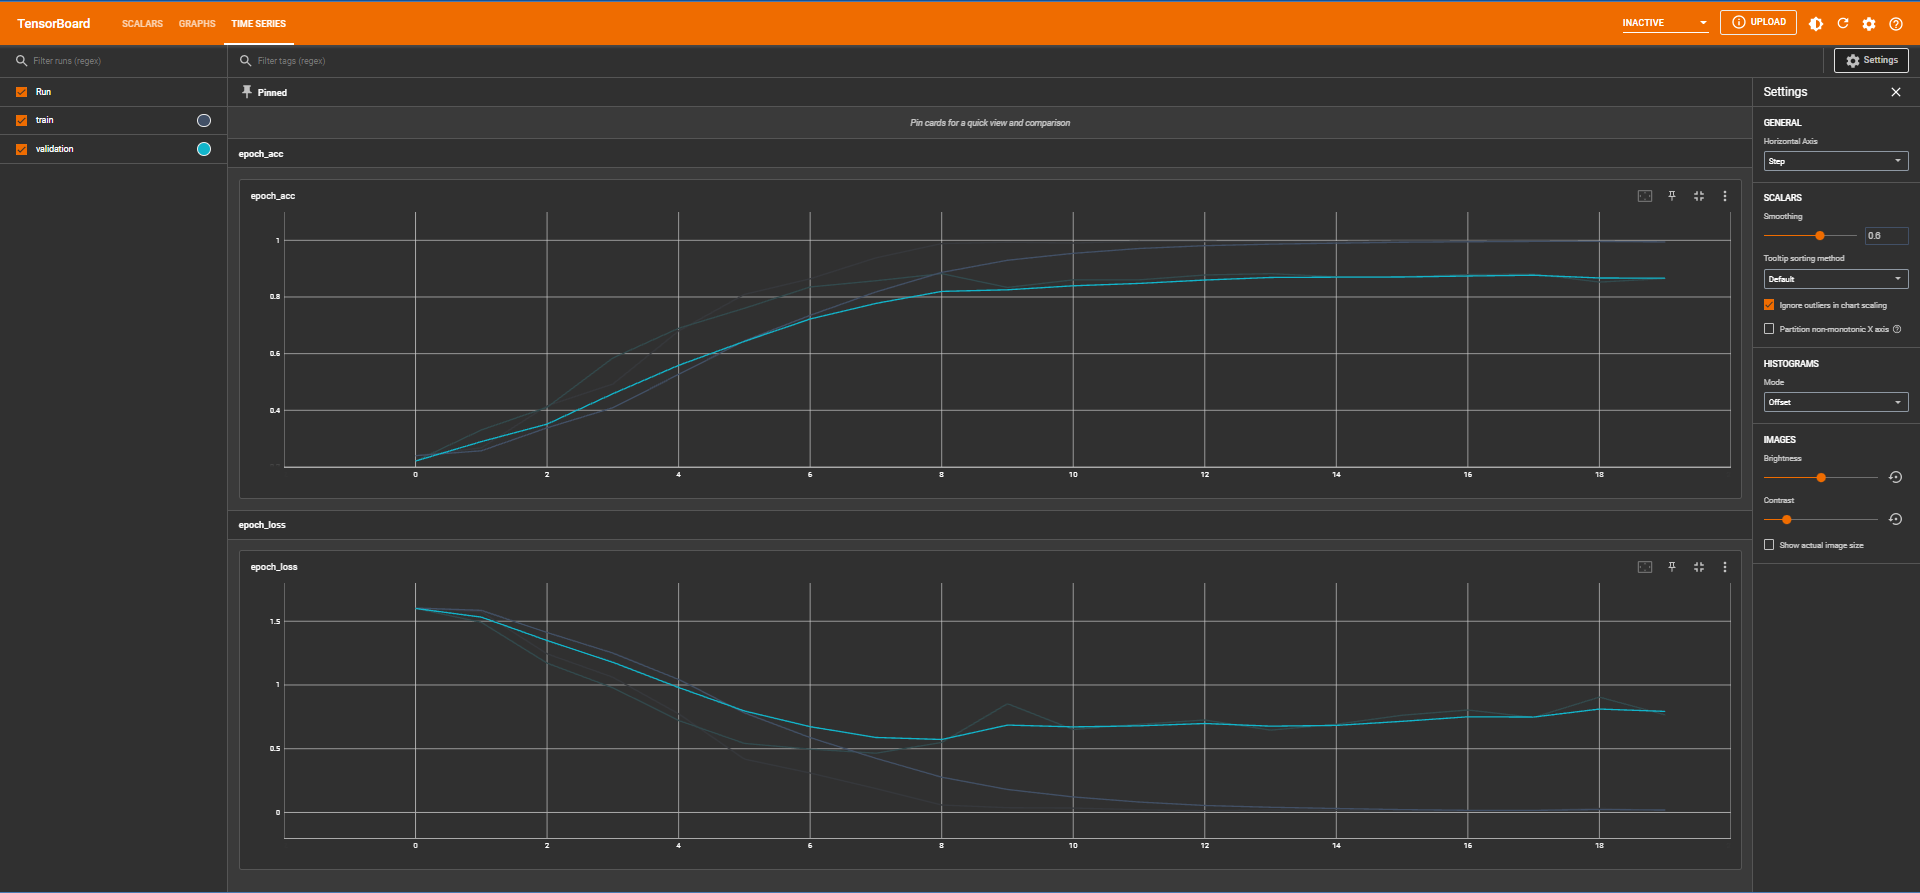 TensorBoard SCALARS GRAPHS TIME SERIES INACTIVE UPLOAD
Filter runs (regex)
Filter tags (regex)
Settings
Run
train
validation
Pinned
Pin cards for a quick view and comparison
epoch_acc
epoch_acc
1
0.8
0.6
0.4
0 2 4 6 8 10 12 14 16 18
epoch_loss
epoch_loss
1.5
1
0.5
0
0 2 4 6 8 10 12 14 16 18
Settings
GENERAL
Horizontal Axis
Step
SCALARS
Smoothing
0.6
Tooltip sorting method
Default
Ignore outliers in chart scaling
Partition non-monotonic X axis
HISTOGRAMS
Mode
Offset
IMAGES
Brightness
Contrast
Show actual image size